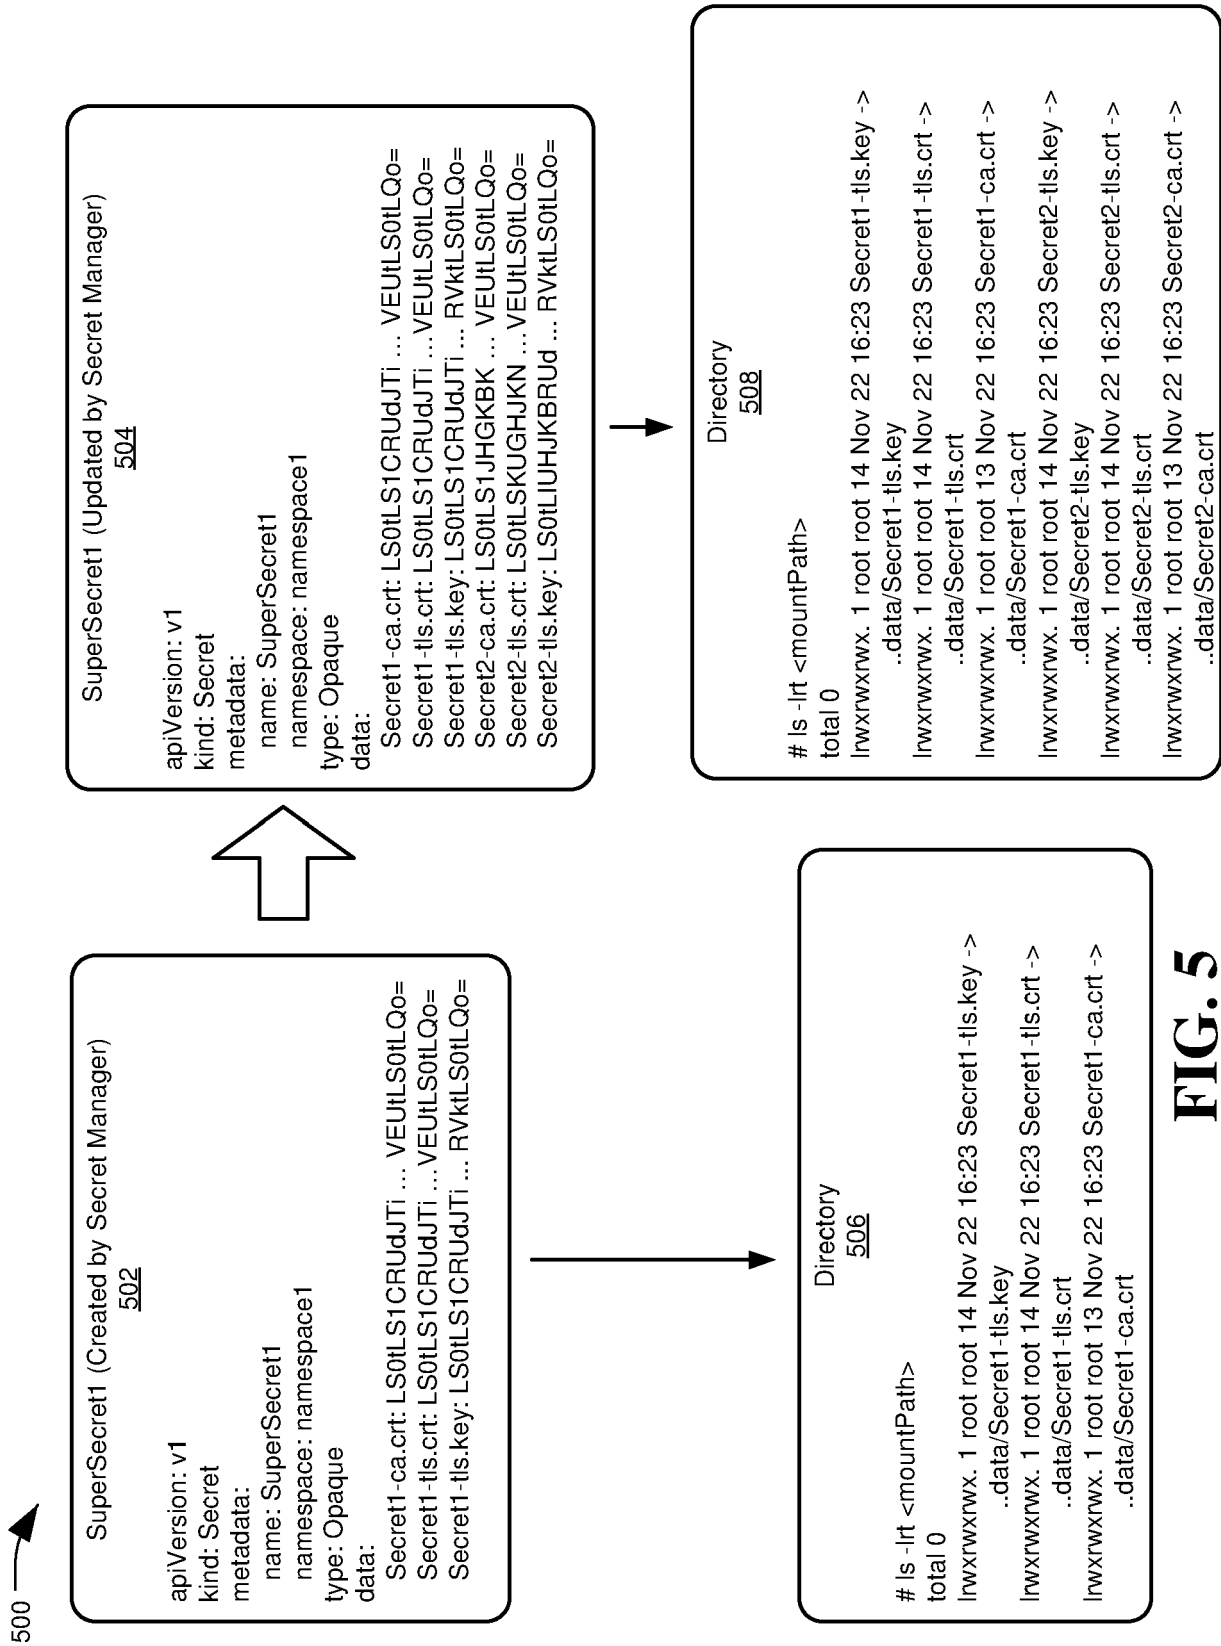 500
SuperSecret1 (Created by Secret Manager)
502
apiVersion: v1
kind: Secret
metadata:
name: SuperSecret1
namespace: namespace1
type: Opaque
data:
Secret1-ca.crt: LS0tLS1CRUdJTi ... VEUtLS0tLQo=
Secret1-tls.crt: LS0tLS1CRUdJTi ...VEUtLS0tLQo=
Secret1-tls.key: LS0tLS1CRUdJTi ... RVktLS0tLQo=
SuperSecret1 (Updated by Secret Manager)
504
apiVersion: v1
kind: Secret
metadata:
name: SuperSecret1
namespace: namespace1
type: Opaque
data:
Secret1-ca.crt: LS0tLS1CRUdJTi ... VEUtLS0tLQo=
Secret1-tls.crt: LS0tLS1CRUdJTi ...VEUtLS0tLQo=
Secret1-tls.key: LS0tLS1CRUdJTi ... RVktLS0tLQo=
Secret2-ca.crt: LS0tLS1JHGKBK ... VEUtLS0tLQo=
Secret2-tls.crt: LS0tLSKUGHJKN ...VEUtLS0tLQo=
Secret2-tls.key: LS0tLIUHJKBRUd ... RVktLS0tLQo=
Directory
506
# ls -lrt <mountPath>
total 0
lrwxrwxrwx. 1 root root 14 Nov 22 16:23 Secret1-tls.key ->
..data/Secret1-tls.key
lrwxrwxrwx. 1 root root 14 Nov 22 16:23 Secret1-tls.crt ->
..data/Secret1-tls.crt
lrwxrwxrwx. 1 root root 13 Nov 22 16:23 Secret1-ca.crt ->
..data/Secret1-ca.crt
Directory
508
# ls -lrt <mountPath>
total 0
lrwxrwxrwx. 1 root root 14 Nov 22 16:23 Secret1-tls.key ->
..data/Secret1-tls.key
lrwxrwxrwx. 1 root root 14 Nov 22 16:23 Secret1-tls.crt ->
..data/Secret1-tls.crt
lrwxrwxrwx. 1 root root 13 Nov 22 16:23 Secret1-ca.crt ->
..data/Secret1-ca.crt
lrwxrwxrwx. 1 root root 14 Nov 22 16:23 Secret2-tls.key ->
..data/Secret2-tls.key
lrwxrwxrwx. 1 root root 14 Nov 22 16:23 Secret2-tls.crt ->
..data/Secret2-tls.crt
lrwxrwxrwx. 1 root root 13 Nov 22 16:23 Secret2-ca.crt ->
..data/Secret2-ca.crt
FIG. 5